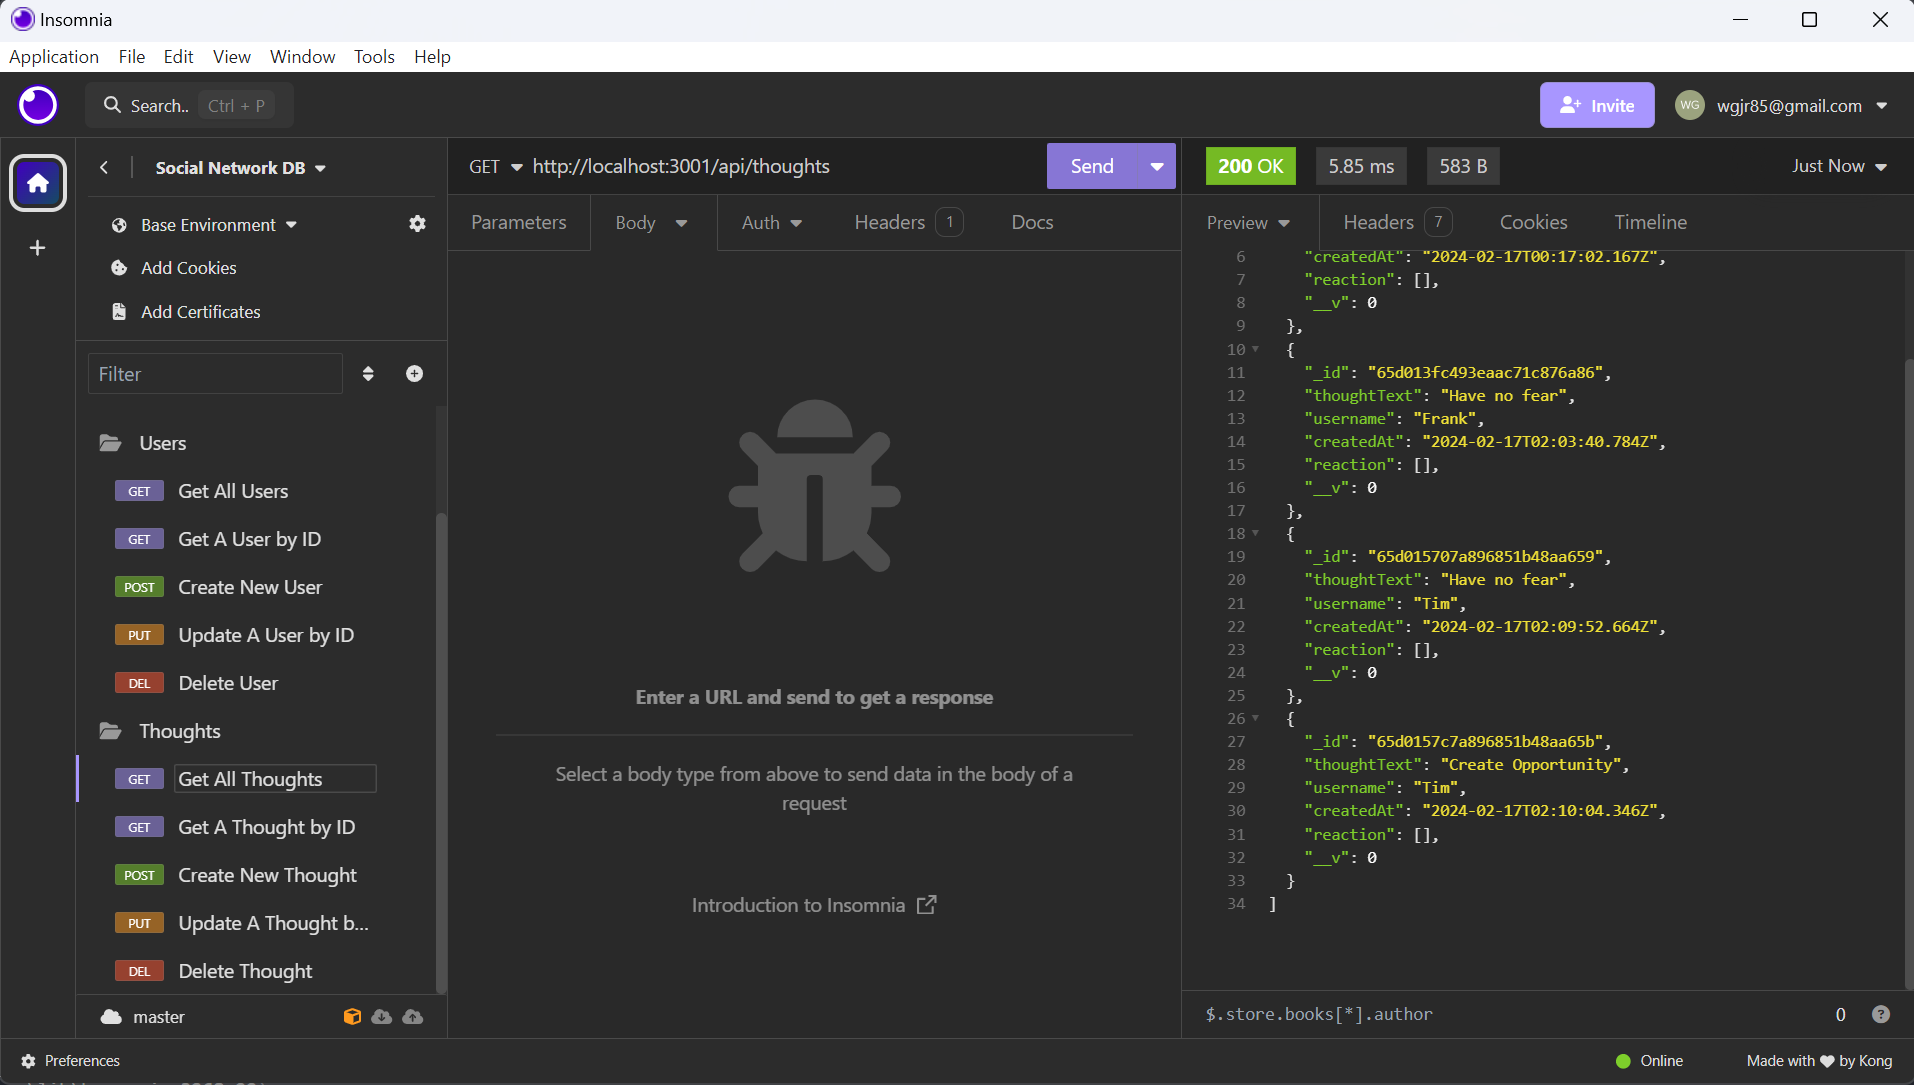 Insomnia
Application File Edit View Window Tools Help
Search.. Ctrl + P
Invite
WG wgjr85@gmail.com
Social Network DB
Base Environment
Add Cookies
Add Certificates
Filter
Users
GET Get All Users
GET Get A User by ID
POST Create New User
PUT Update A User by ID
DEL Delete User
Thoughts
GET Get All Thoughts
GET Get A Thought by ID
POST Create New Thought
PUT Update A Thought b...
DEL Delete Thought
master
GET http://localhost:3001/api/thoughts Send
Parameters Body Auth Headers 1 Docs
Enter a URL and send to get a response
Select a body type from above to send data in the body of a
request
Introduction to Insomnia
200 OK 5.85 ms 583 B Just Now
Preview Headers 7 Cookies Timeline
6 "createdAt": "2024-02-17T00:17:02.167Z",
7 "reaction": [],
8 "__v": 0
9 },
10 {
11 "_id": "65d013fc493eaac71c876a86",
12 "thoughtText": "Have no fear",
13 "username": "Frank",
14 "createdAt": "2024-02-17T02:03:40.784Z",
15 "reaction": [],
16 "__v": 0
17 },
18 {
19 "_id": "65d015707a896851b48aa659",
20 "thoughtText": "Have no fear",
21 "username": "Tim",
22 "createdAt": "2024-02-17T02:09:52.664Z",
23 "reaction": [],
24 "__v": 0
25 },
26 {
27 "_id": "65d0157c7a896851b48aa65b",
28 "thoughtText": "Create Opportunity",
29 "username": "Tim",
30 "createdAt": "2024-02-17T02:10:04.346Z",
31 "reaction": [],
32 "__v": 0
33 }
34 ]
$.store.books[*].author 0 ?
Preferences
Online Made with ♥ by Kong